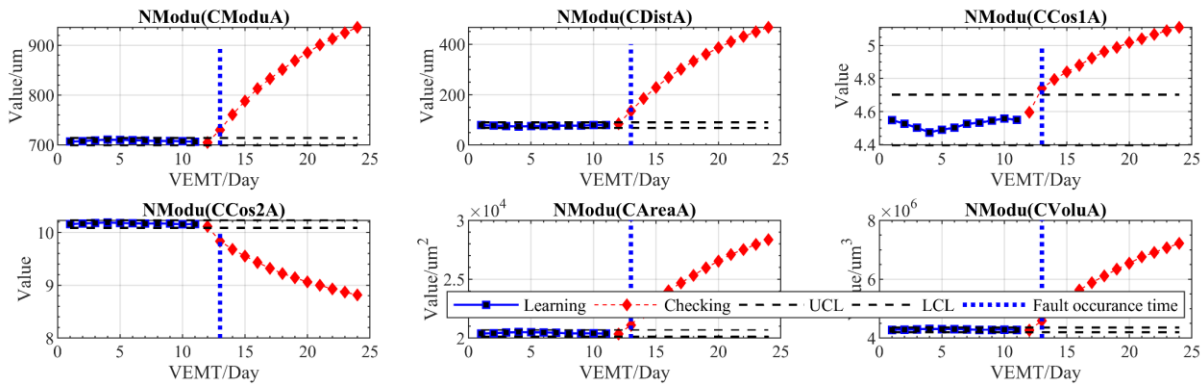 NModu(CModuA)
Value/um
900
800
700
0 5 10 15 20 25
VEMT/Day
NModu(CDistA)
Value/um
400
200
0
0 5 10 15 20 25
VEMT/Day
NModu(CCos1A)
Value
5
4.8
4.6
4.4
0 5 10 15 20 25
VEMT/Day
NModu(CCos2A)
Value
10
9
8
0 5 10 15 20 25
VEMT/Day
NModu(CAreaA)
Value/um²
3 ×10⁴
2.5
2
0 5 10 15 20 25
VEMT/Day
NModu(CVoluA)
ue/um³
8 ×10⁶
6
4
0 5 10 15 20 25
VEMT/Day
Learning Checking UCL LCL Fault occurance time